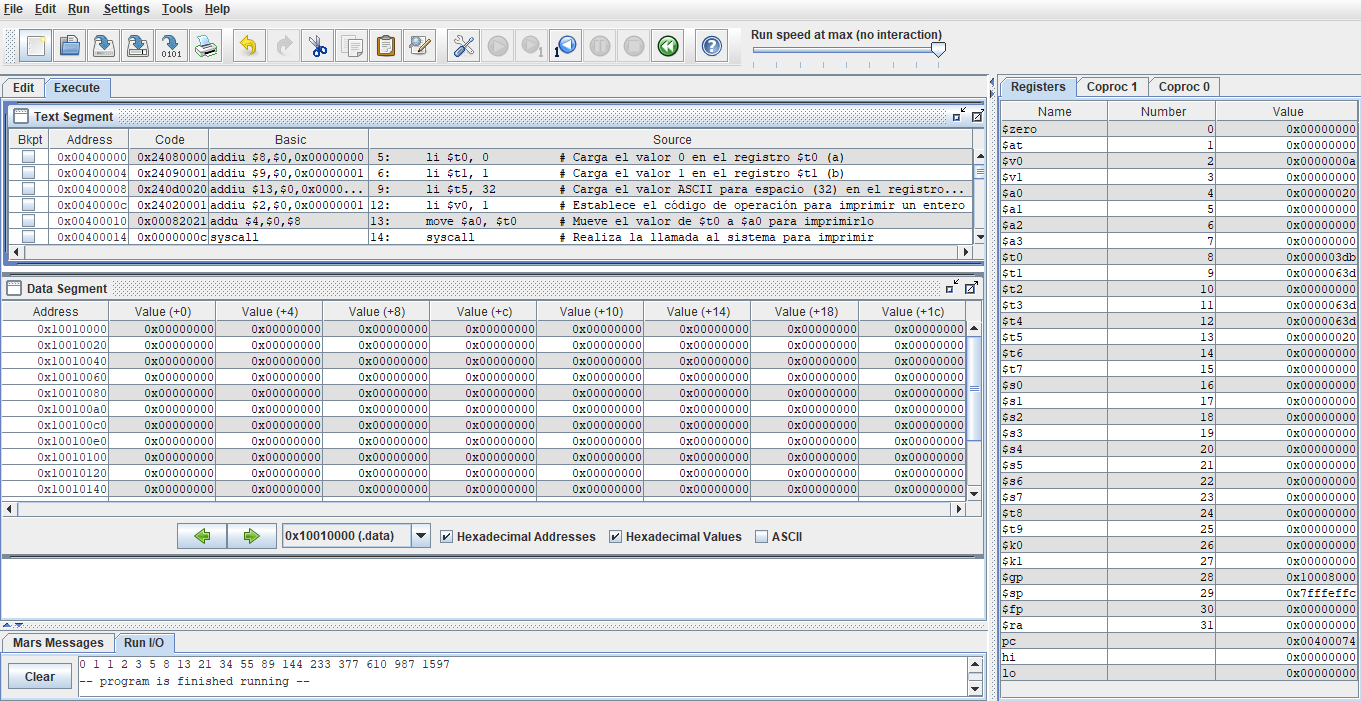 File Edit Run Settings Tools Help
Run speed at max (no interaction)
Edit Execute
Text Segment
Bkpt Address Code Basic Source
0x00400000 0x24080000 addiu $8,$0,0x00000000 5: li $t0, 0 # Carga el valor 0 en el registro $t0 (a)
0x00400004 0x24090001 addiu $9,$0,0x00000001 6: li $t1, 1 # Carga el valor 1 en el registro $t1 (b)
0x00400008 0x240d0020 addiu $13,$0,0x0000... 9: li $t5, 32 # Carga el valor ASCII para espacio (32) en el registro...
0x0040000c 0x24020001 addiu $2,$0,0x00000001 12: li $v0, 1 # Establece el código de operación para imprimir un entero
0x00400010 0x00082021 addu $4,$0,$8 13: move $a0, $t0 # Mueve el valor de $t0 a $a0 para imprimirlo
0x00400014 0x0000000c syscall 14: syscall # Realiza la llamada al sistema para imprimir
Data Segment
Address Value (+0) Value (+4) Value (+8) Value (+c) Value (+10) Value (+14) Value (+18) Value (+1c)
0x10010000 0x00000000 0x00000000 0x00000000 0x00000000 0x00000000 0x00000000 0x00000000 0x00000000
0x10010020 0x00000000 0x00000000 0x00000000 0x00000000 0x00000000 0x00000000 0x00000000 0x00000000
0x10010040 0x00000000 0x00000000 0x00000000 0x00000000 0x00000000 0x00000000 0x00000000 0x00000000
0x10010060 0x00000000 0x00000000 0x00000000 0x00000000 0x00000000 0x00000000 0x00000000 0x00000000
0x10010080 0x00000000 0x00000000 0x00000000 0x00000000 0x00000000 0x00000000 0x00000000 0x00000000
0x100100a0 0x00000000 0x00000000 0x00000000 0x00000000 0x00000000 0x00000000 0x00000000 0x00000000
0x100100c0 0x00000000 0x00000000 0x00000000 0x00000000 0x00000000 0x00000000 0x00000000 0x00000000
0x100100e0 0x00000000 0x00000000 0x00000000 0x00000000 0x00000000 0x00000000 0x00000000 0x00000000
0x10010100 0x00000000 0x00000000 0x00000000 0x00000000 0x00000000 0x00000000 0x00000000 0x00000000
0x10010120 0x00000000 0x00000000 0x00000000 0x00000000 0x00000000 0x00000000 0x00000000 0x00000000
0x10010140 0x00000000 0x00000000 0x00000000 0x00000000 0x00000000 0x00000000 0x00000000 0x00000000
0x10010000 (.data) Hexadecimal Addresses Hexadecimal Values ASCII
Mars Messages Run I/O
Clear
0 1 1 2 3 5 8 13 21 34 55 89 144 233 377 610 987 1597
-- program is finished running --
Registers Coproc 1 Coproc 0
Name Number Value
$zero 0 0x00000000
$at 1 0x00000000
$v0 2 0x0000000a
$v1 3 0x00000000
$a0 4 0x00000020
$a1 5 0x00000000
$a2 6 0x00000000
$a3 7 0x00000000
$t0 8 0x000003db
$t1 9 0x0000063d
$t2 10 0x00000000
$t3 11 0x0000063d
$t4 12 0x0000063d
$t5 13 0x00000020
$t6 14 0x00000000
$t7 15 0x00000000
$s0 16 0x00000000
$s1 17 0x00000000
$s2 18 0x00000000
$s3 19 0x00000000
$s4 20 0x00000000
$s5 21 0x00000000
$s6 22 0x00000000
$s7 23 0x00000000
$t8 24 0x00000000
$t9 25 0x00000000
$k0 26 0x00000000
$k1 27 0x00000000
$gp 28 0x10008000
$sp 29 0x7fffeffc
$fp 30 0x00000000
$ra 31 0x00000000
pc 0x00400074
hi 0x00000000
lo 0x00000000